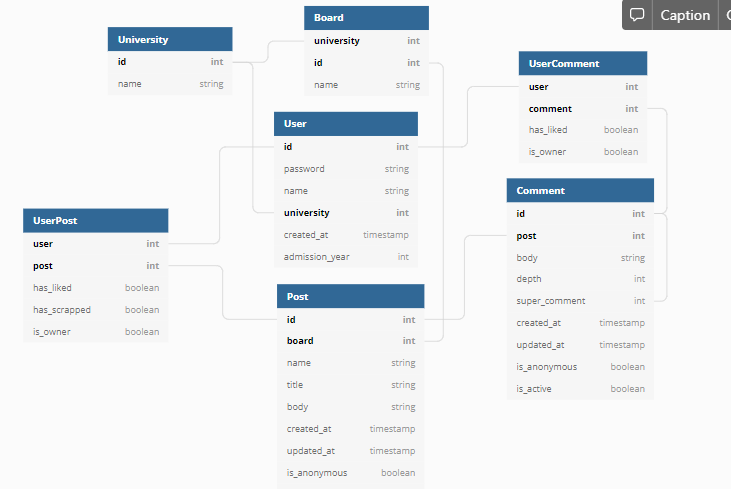 Caption
University
id int
name string
Board
university int
id int
name string
UserComment
user int
comment int
has_liked boolean
is_owner boolean
User
id int
password string
name string
university int
created_at timestamp
admission_year int
Comment
id int
post int
body string
depth int
super_comment int
created_at timestamp
updated_at timestamp
is_anonymous boolean
is_active boolean
UserPost
user int
post int
has_liked boolean
has_scrapped boolean
is_owner boolean
Post
id int
board int
name string
title string
body string
created_at timestamp
updated_at timestamp
is_anonymous boolean